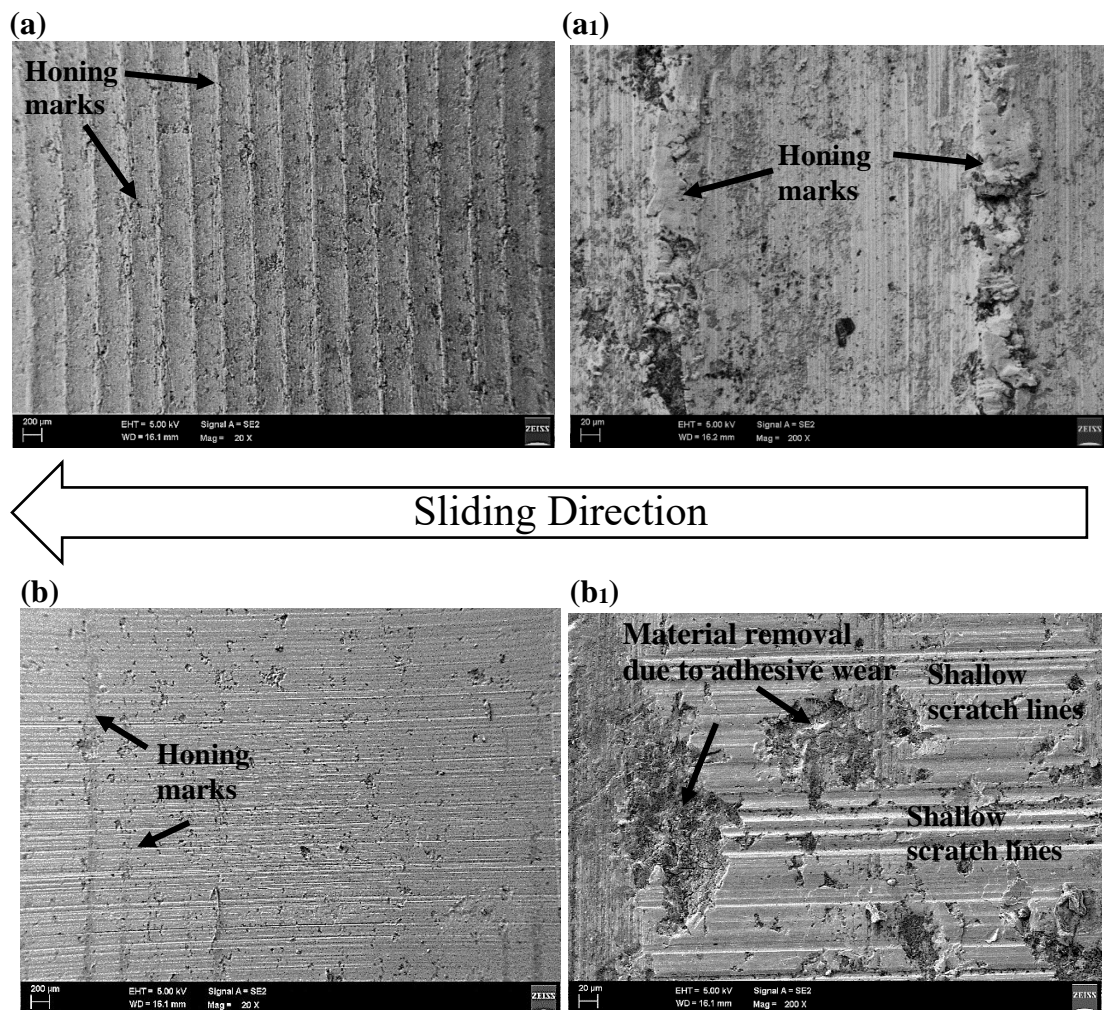 (a)
Honing
marks
200 µm
EHT = 5.00 kV
Signal A = SE2
WD = 16.1 mm
Mag = 20 X
ZEISS
(a1)
Honing
marks
20 µm
EHT = 5.00 kV
Signal A = SE2
WD = 16.2 mm
Mag = 200 X
ZEISS
Sliding Direction
(b)
Honing
marks
200 µm
EHT = 5.00 kV
Signal A = SE2
WD = 16.1 mm
Mag = 20 X
ZEISS
(b1)
Material removal
due to adhesive wear
Shallow
scratch lines
Shallow
scratch lines
20 µm
EHT = 5.00 kV
Signal A = SE2
WD = 16.1 mm
Mag = 200 X
ZEISS